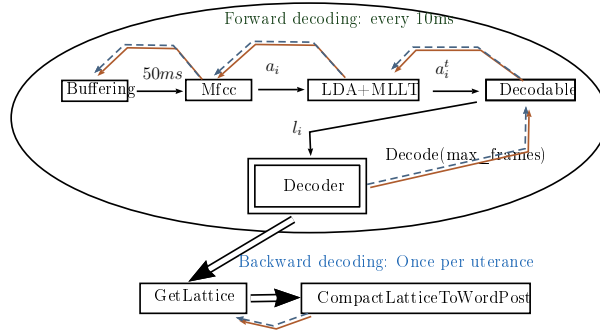 Forward decoding: every 10ms
50ms
a_i
a_i^t
Buffering
Mfcc
LDA+MLLT
Decodable
l_i
Decode(max_frames)
Decoder
Backward decoding: Once per uterance
GetLattice
CompactLatticeToWordPost